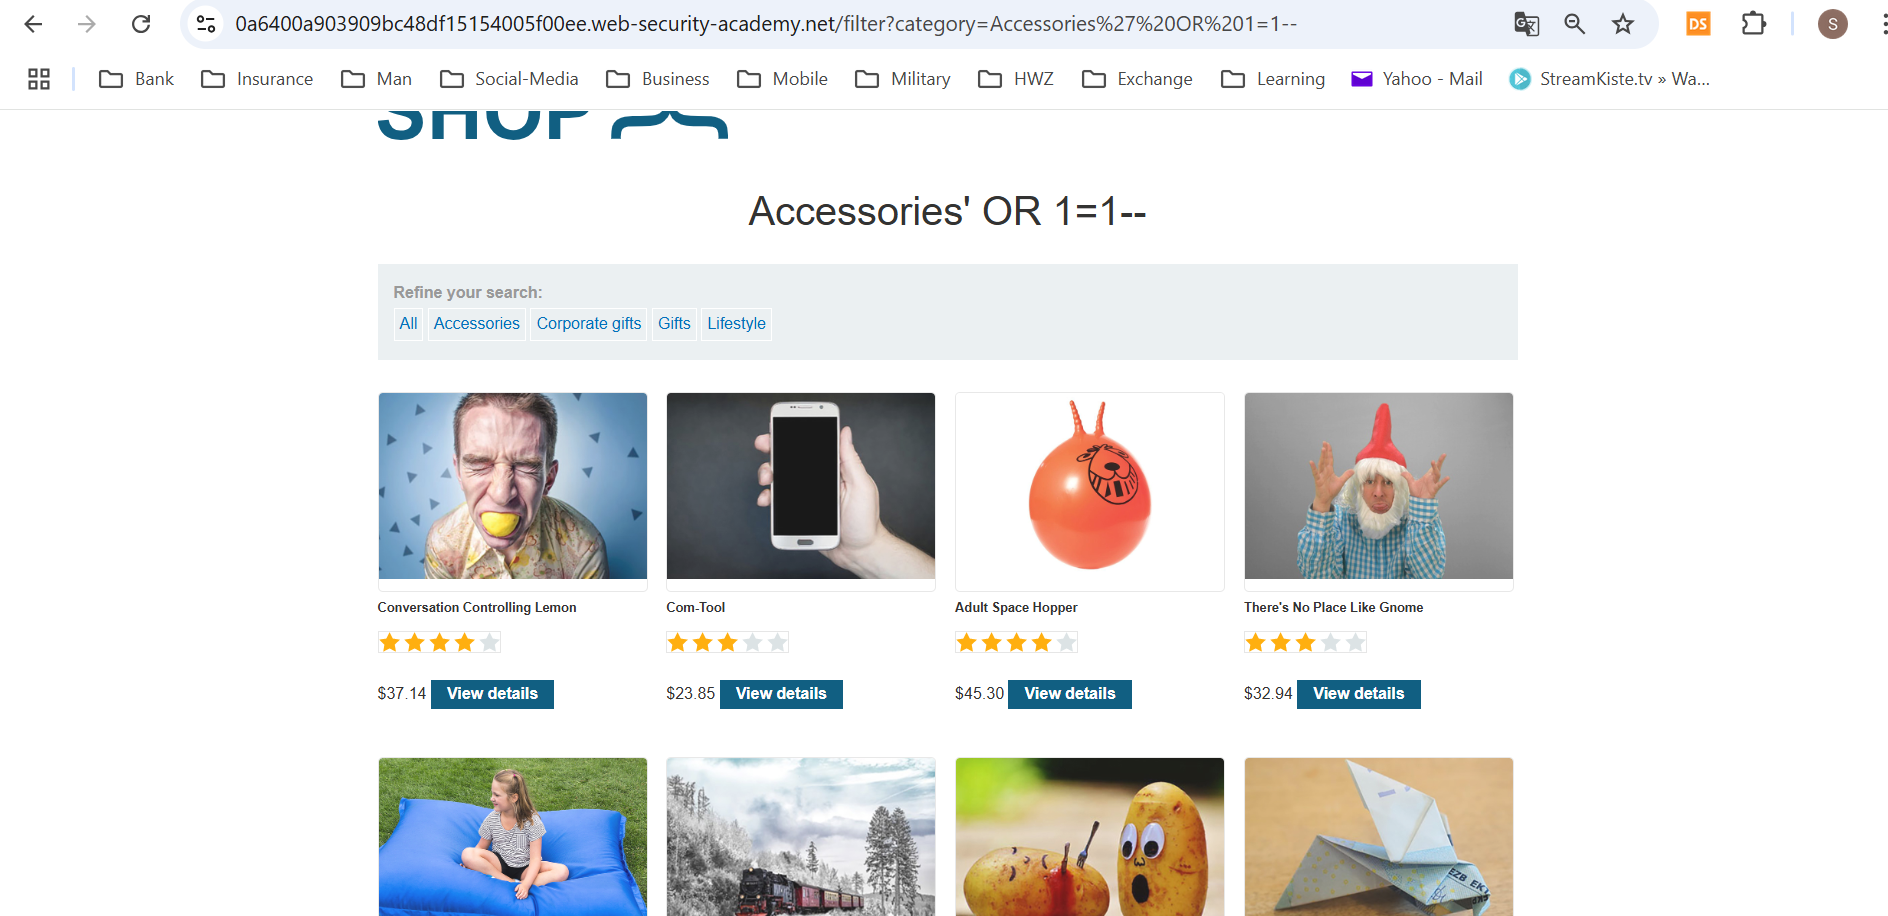 0a6400a903909bc48df15154005f00ee.web-security-academy.net/filter?category=Accessories%27%20OR%201=1--
DS
S
Bank Insurance Man Social-Media Business Mobile Military HWZ Exchange Learning Yahoo - Mail StreamKiste.tv » Wa...
SHOP
Accessories' OR 1=1--
Refine your search:
All Accessories Corporate gifts Gifts Lifestyle
Conversation Controlling Lemon Com-Tool Adult Space Hopper There's No Place Like Gnome
$37.14 View details $23.85 View details $45.30 View details $32.94 View details